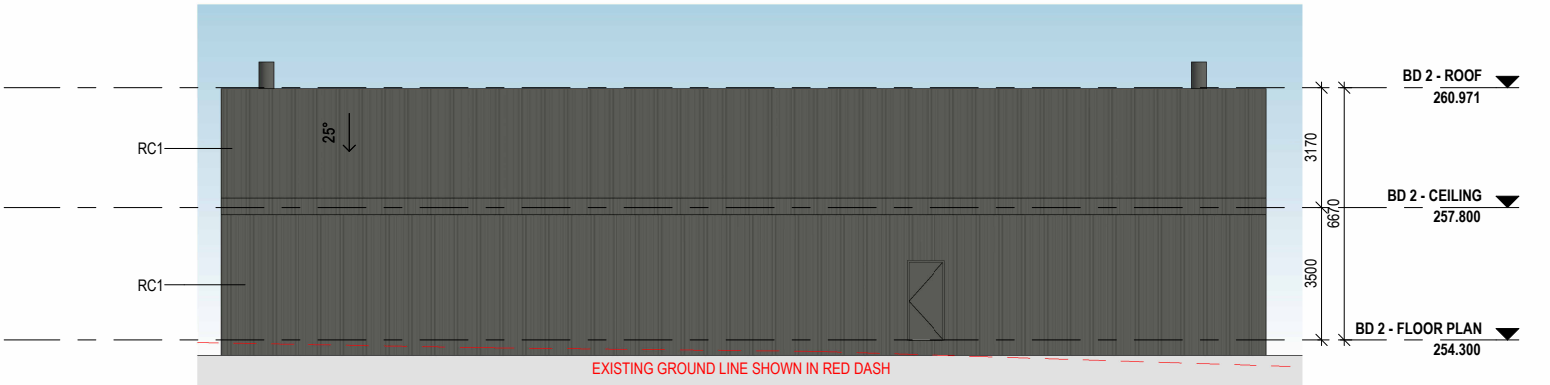 BD 2 - ROOF
260.971
RC1
25°
3170
BD 2 - CEILING
257.800
6670
RC1
3500
BD 2 - FLOOR PLAN
254.300
EXISTING GROUND LINE SHOWN IN RED DASH